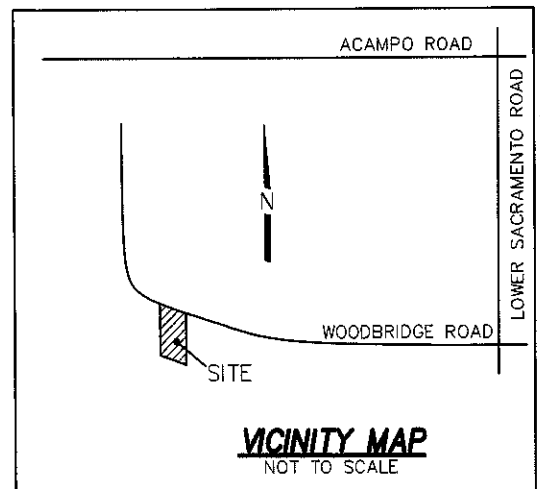 ACAMPO ROAD
LOWER SACRAMENTO ROAD
N
WOODBRIDGE ROAD
SITE
VICINITY MAP
NOT TO SCALE